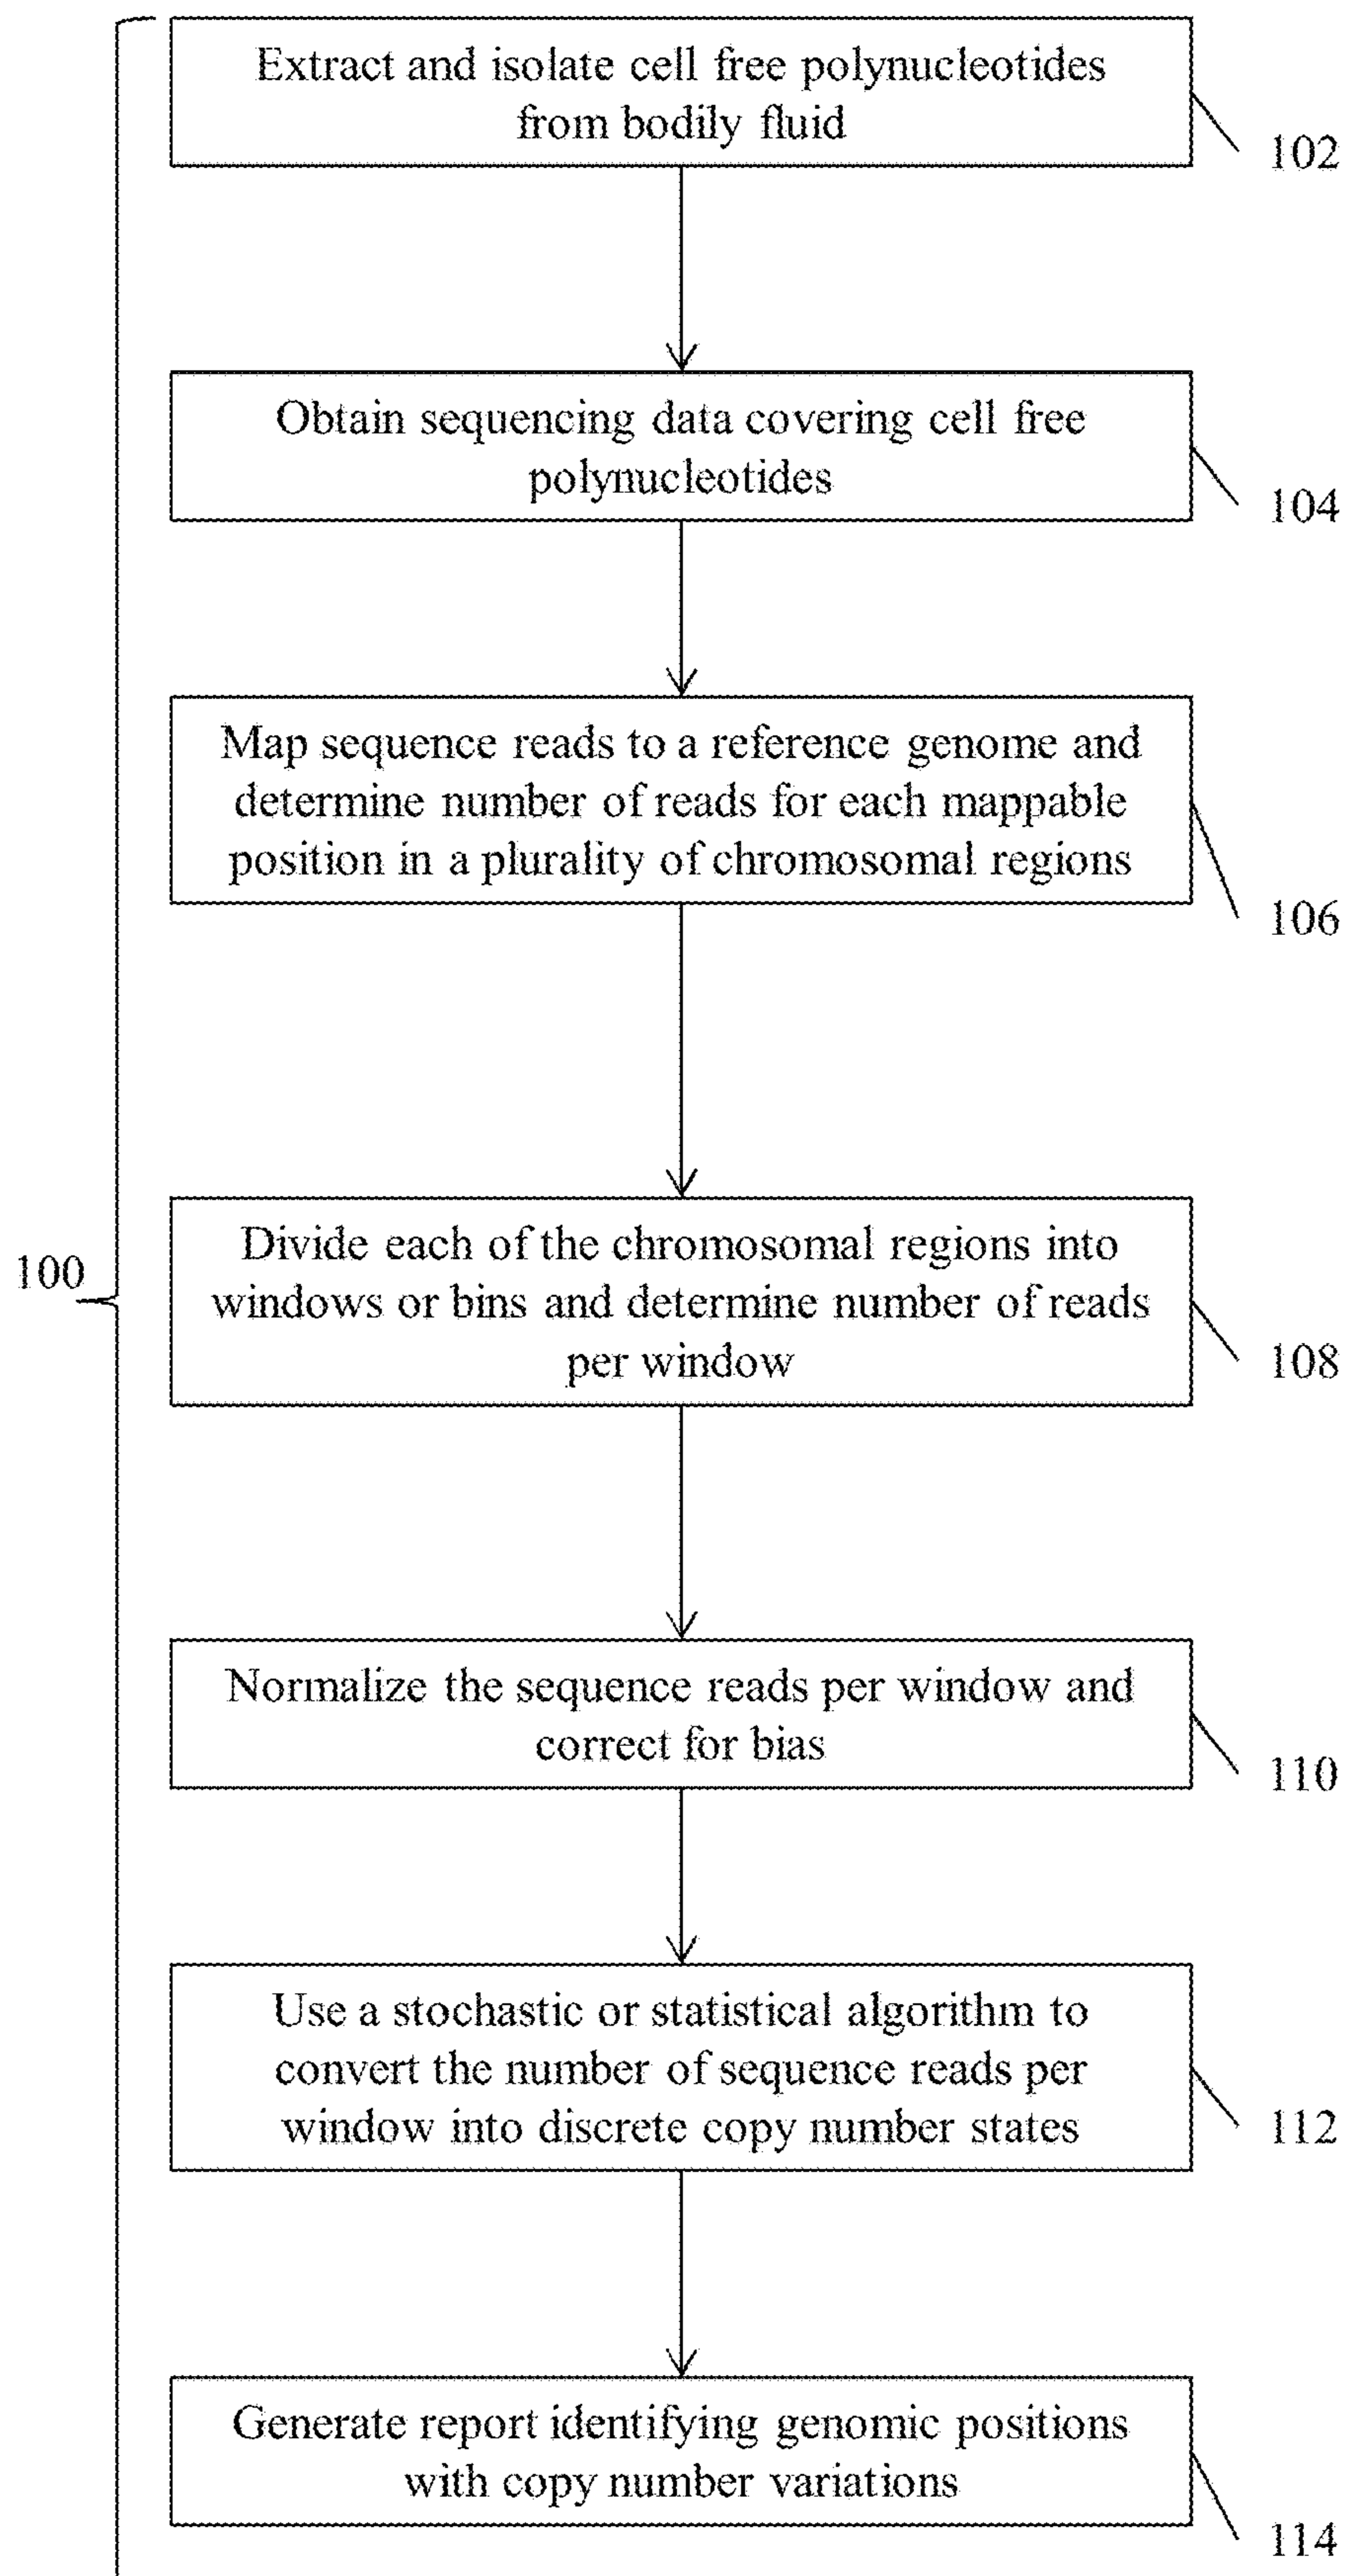 Extract and isolate cell free polynucleotides
from bodily fluid
102
Obtain sequencing data covering cell free
polynucleotides
104
Map sequence reads to a reference genome and
determine number of reads for each mappable
position in a plurality of chromosomal regions
106
100
Divide each of the chromosomal regions into
windows or bins and determine number of reads
per window
108
Normalize the sequence reads per window and
correct for bias
110
Use a stochastic or statistical algorithm to
convert the number of sequence reads per
window into discrete copy number states
112
Generate report identifying genomic positions
with copy number variations
114